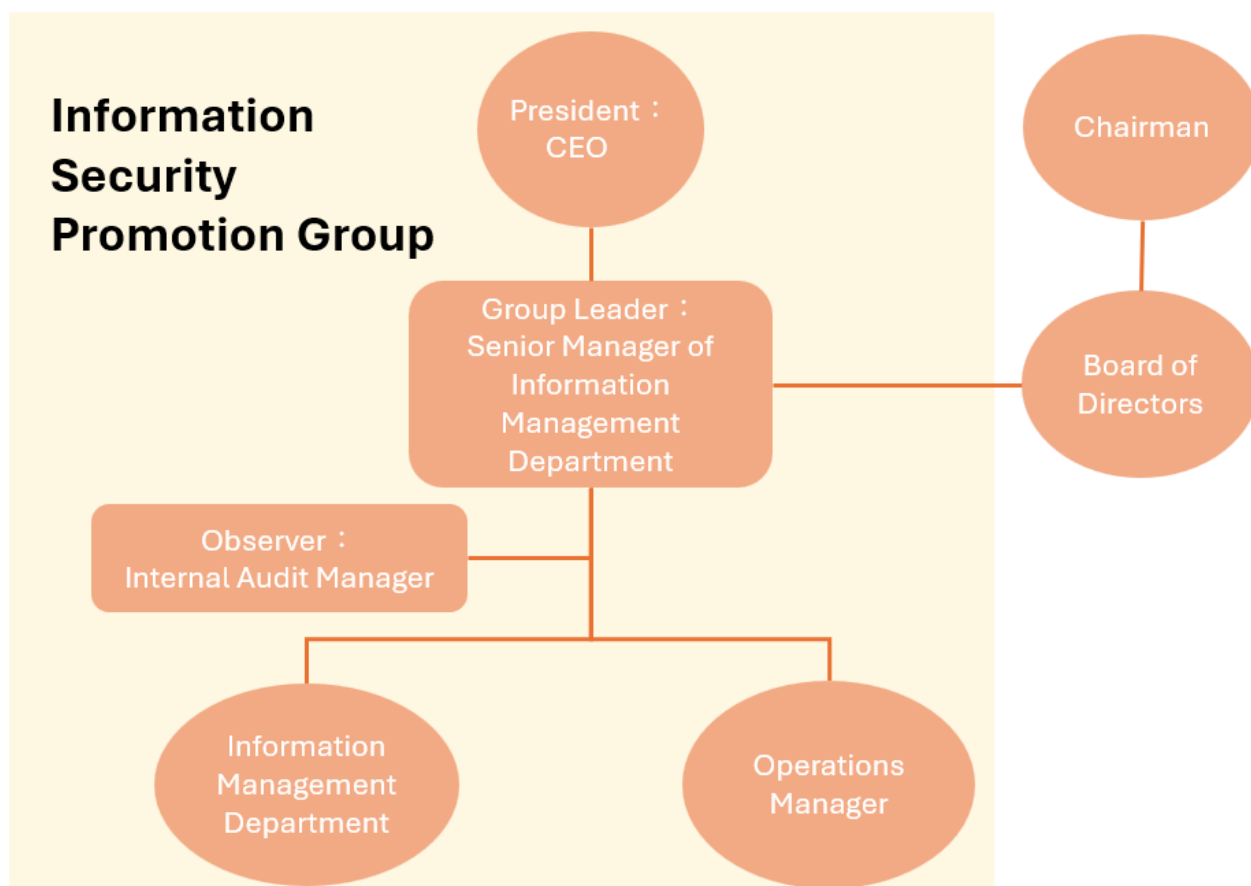 Information
Security
Promotion Group
President：
CEO
Chairman
Group Leader：
Senior Manager of
Information
Management
Department
Board of
Directors
Observer：
Internal Audit Manager
Information
Management
Department
Operations
Manager